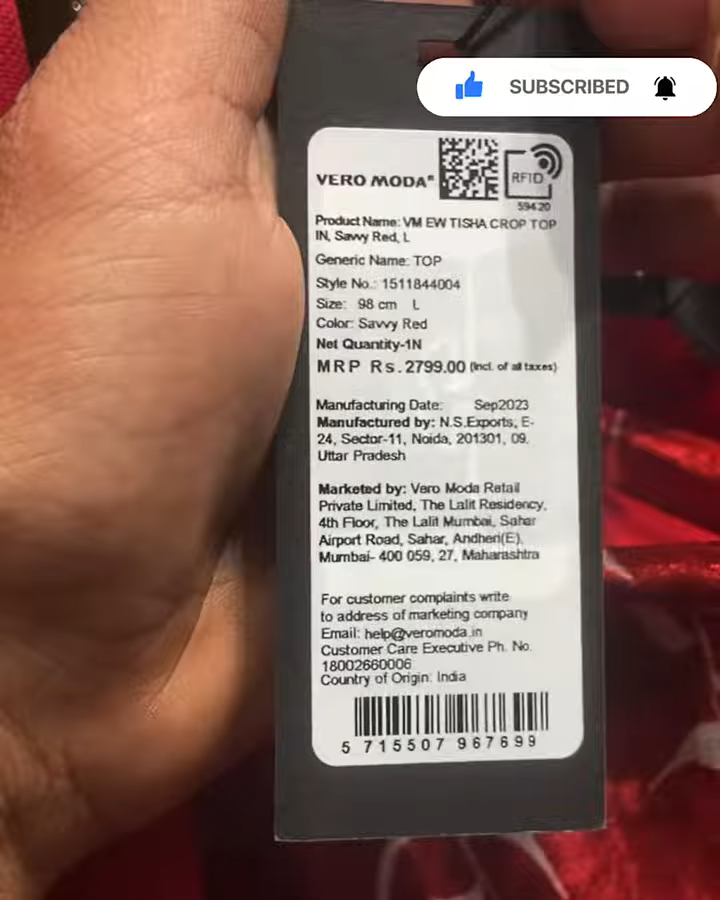 SUBSCRIBED
VERO MODA®
RFID
594.20
Product Name: VM EW TISHA CROP TOP
IN, Savvy Red, L
Generic Name: TOP
Style No.: 1511844004
Size: 98 cm L
Color: Savvy Red
Net Quantity-1N
MRP Rs.2799.00 (Incl. of all taxes)
Manufacturing Date: Sep2023
Manufactured by: N.S.Exports, E-
24, Sector-11, Noida, 201301, 09,
Uttar Pradesh
Marketed by: Vero Moda Retail
Private Limited, The Lalit Residency,
4th Floor, The Lalit Mumbai, Sahar
Airport Road, Sahar, Andheri(E),
Mumbai- 400 059, 27, Maharashtra
For customer complaints write
to address of marketing company
Email: help@veromoda.in
Customer Care Executive Ph. No.
18002660006
Country of Origin: India
5 715507 967699